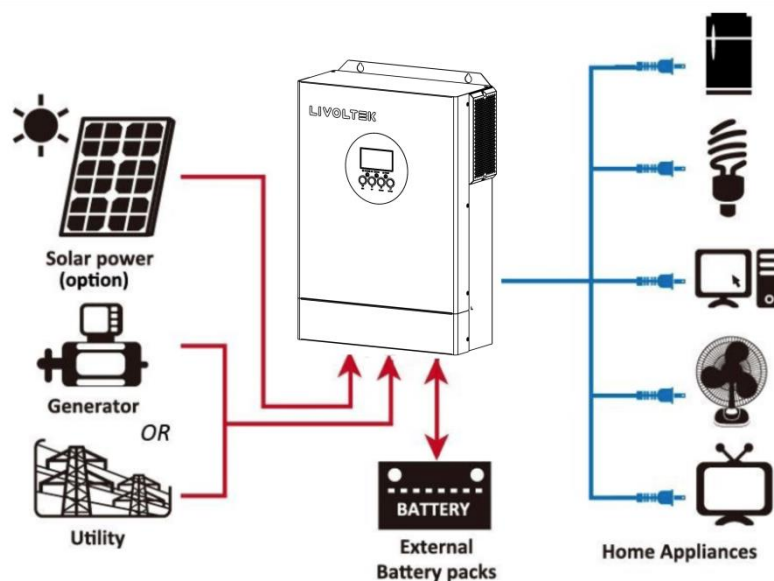 LIVOLTEK
Solar power
(option)
Generator
OR
Utility
BATTERY
External
Battery packs
Home Appliances